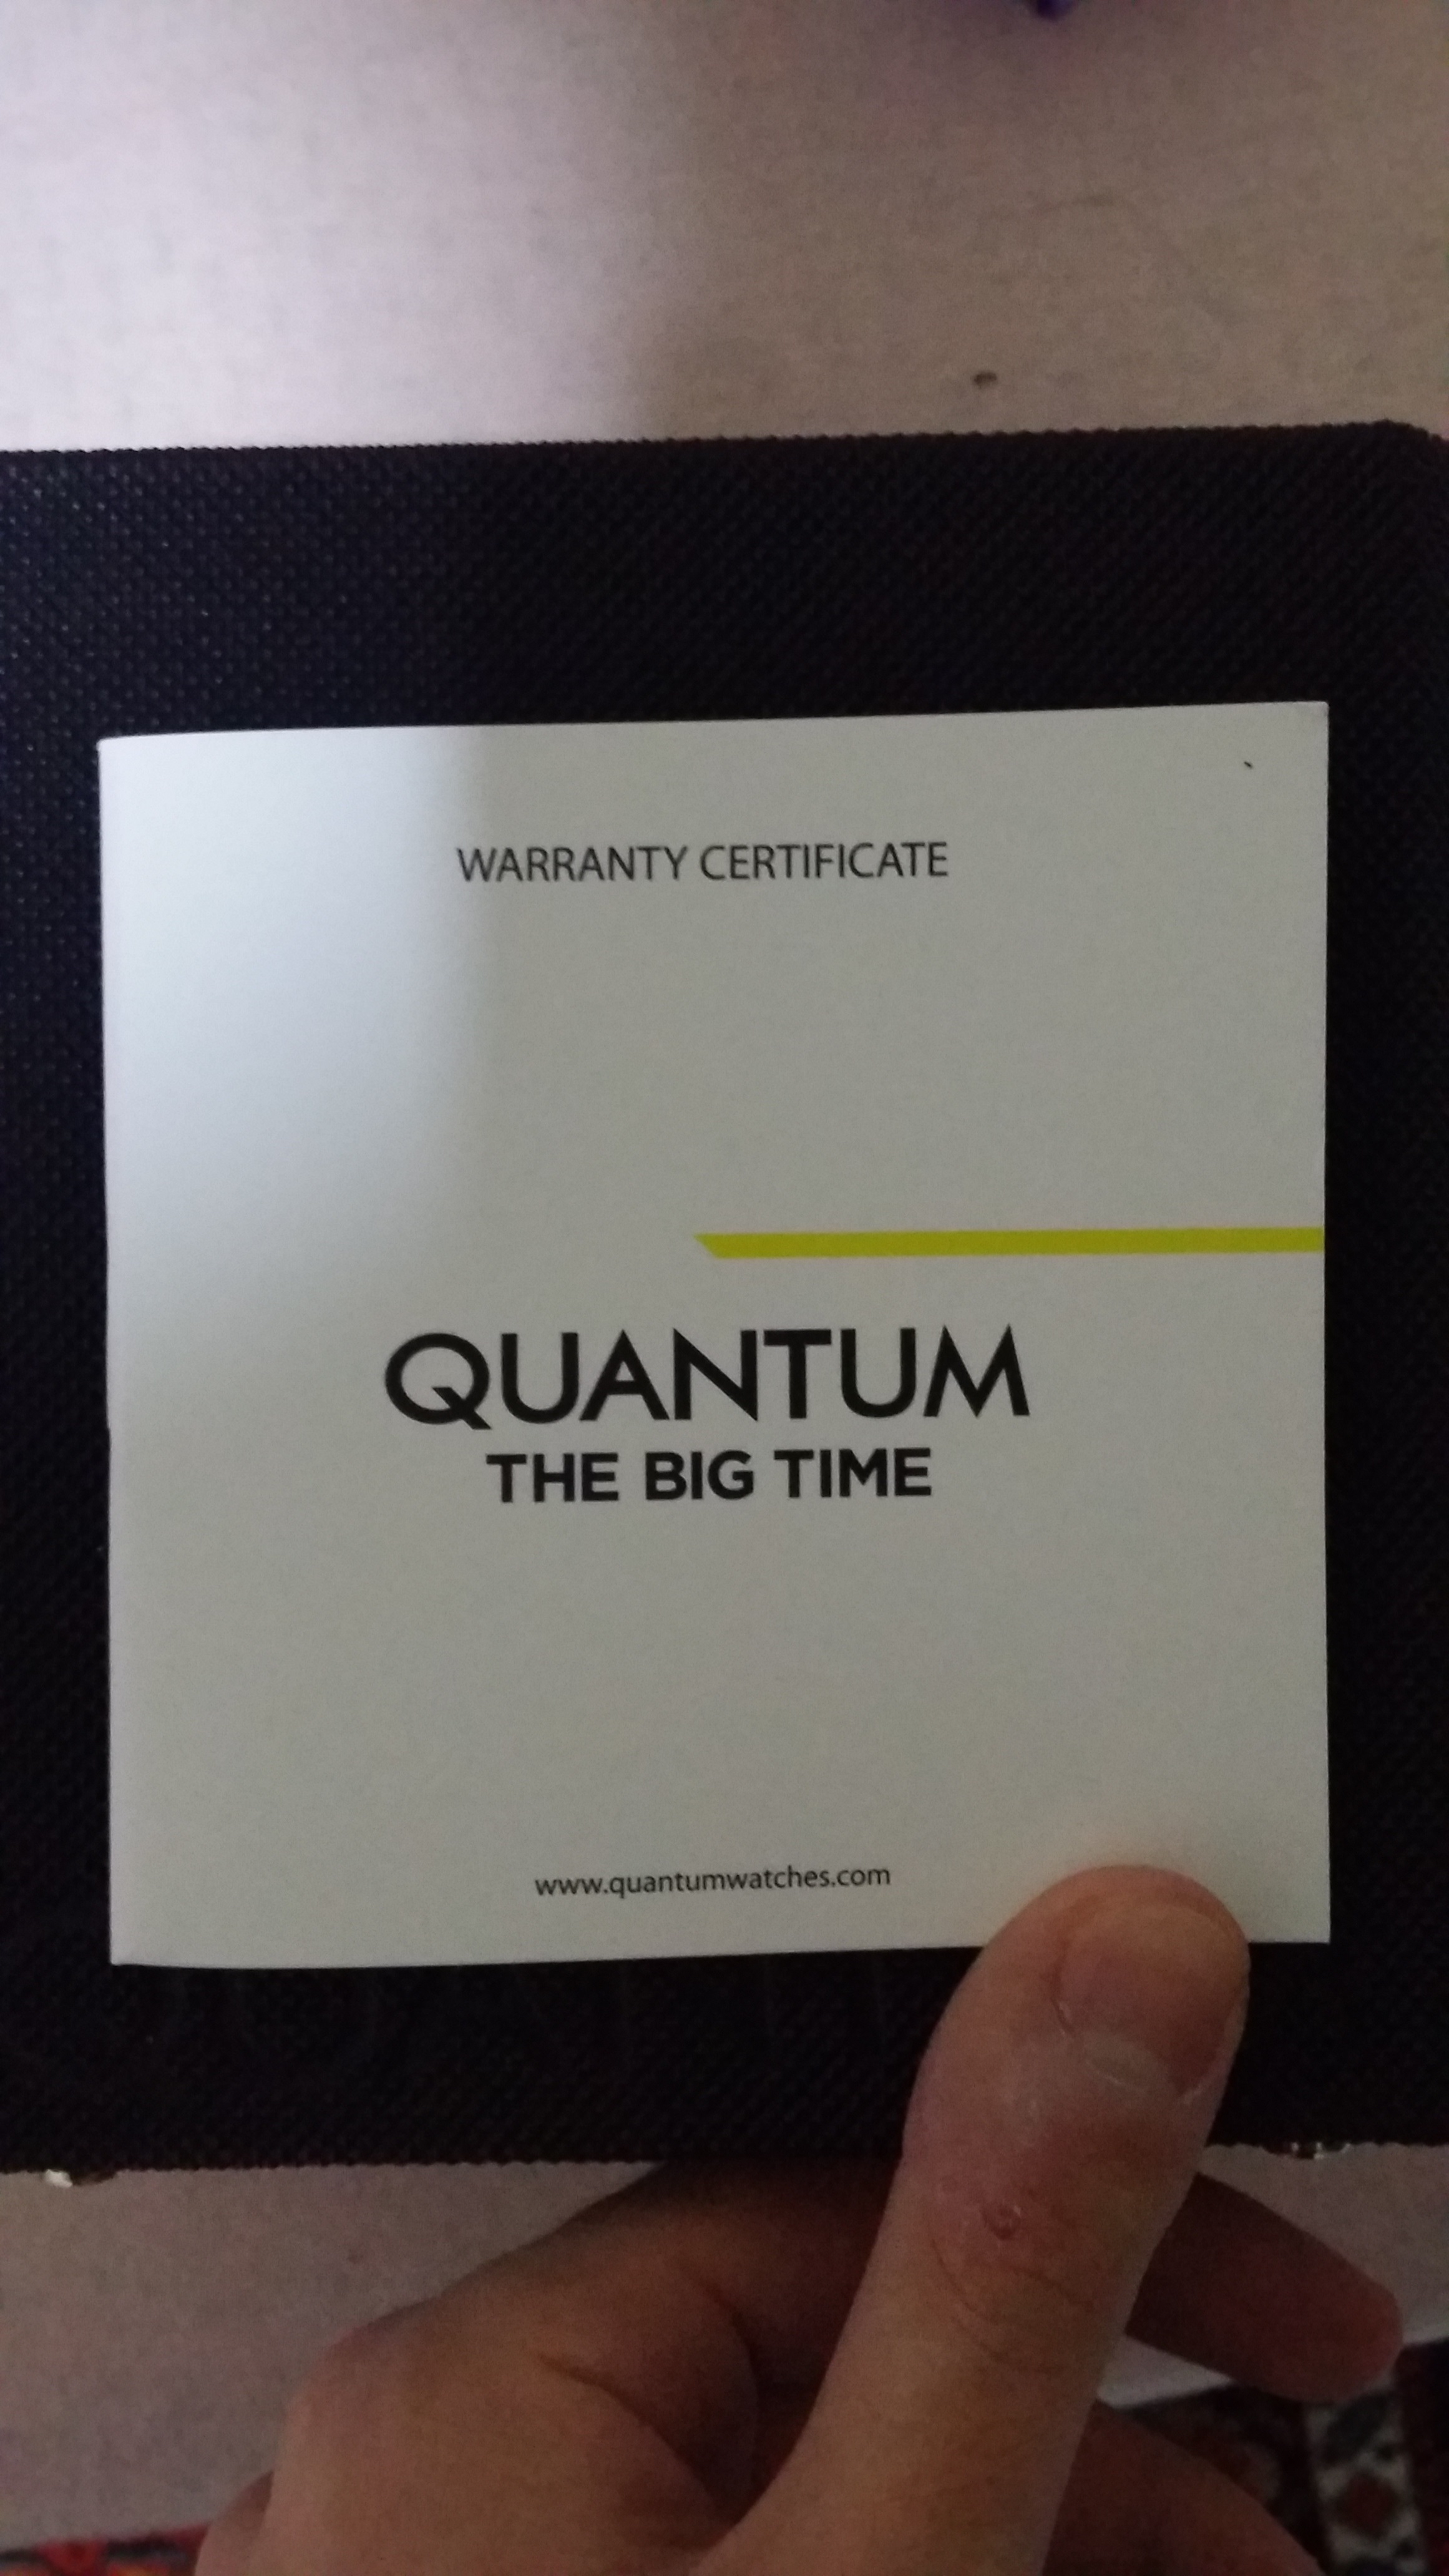 WARRANTY CERTIFICATE
QUANTUM
THE BIG TIME
www.quantumwatches.com